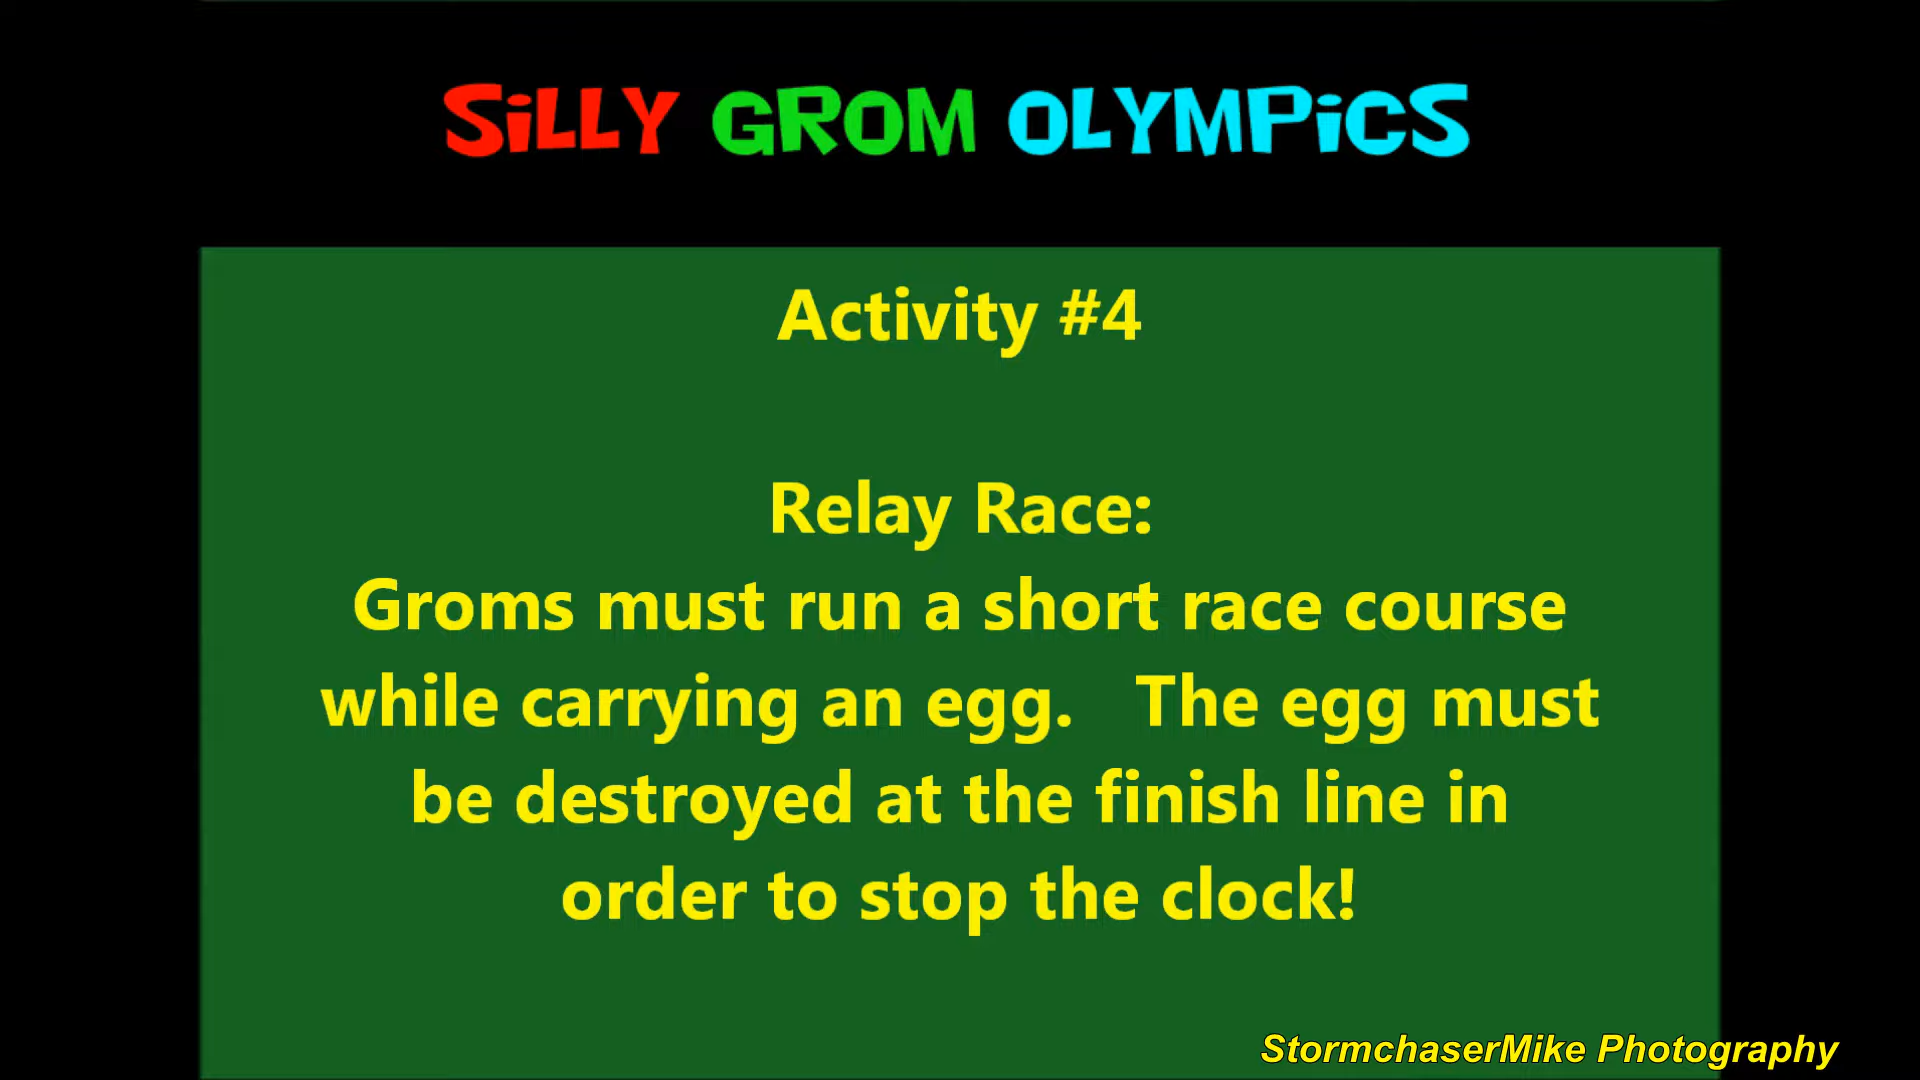 SiLLY GROM OLYMPiCS
Activity #4
Relay Race:
Groms must run a short race course
while carrying an egg.   The egg must
be destroyed at the finish line in
order to stop the clock!
StormchaserMike Photography